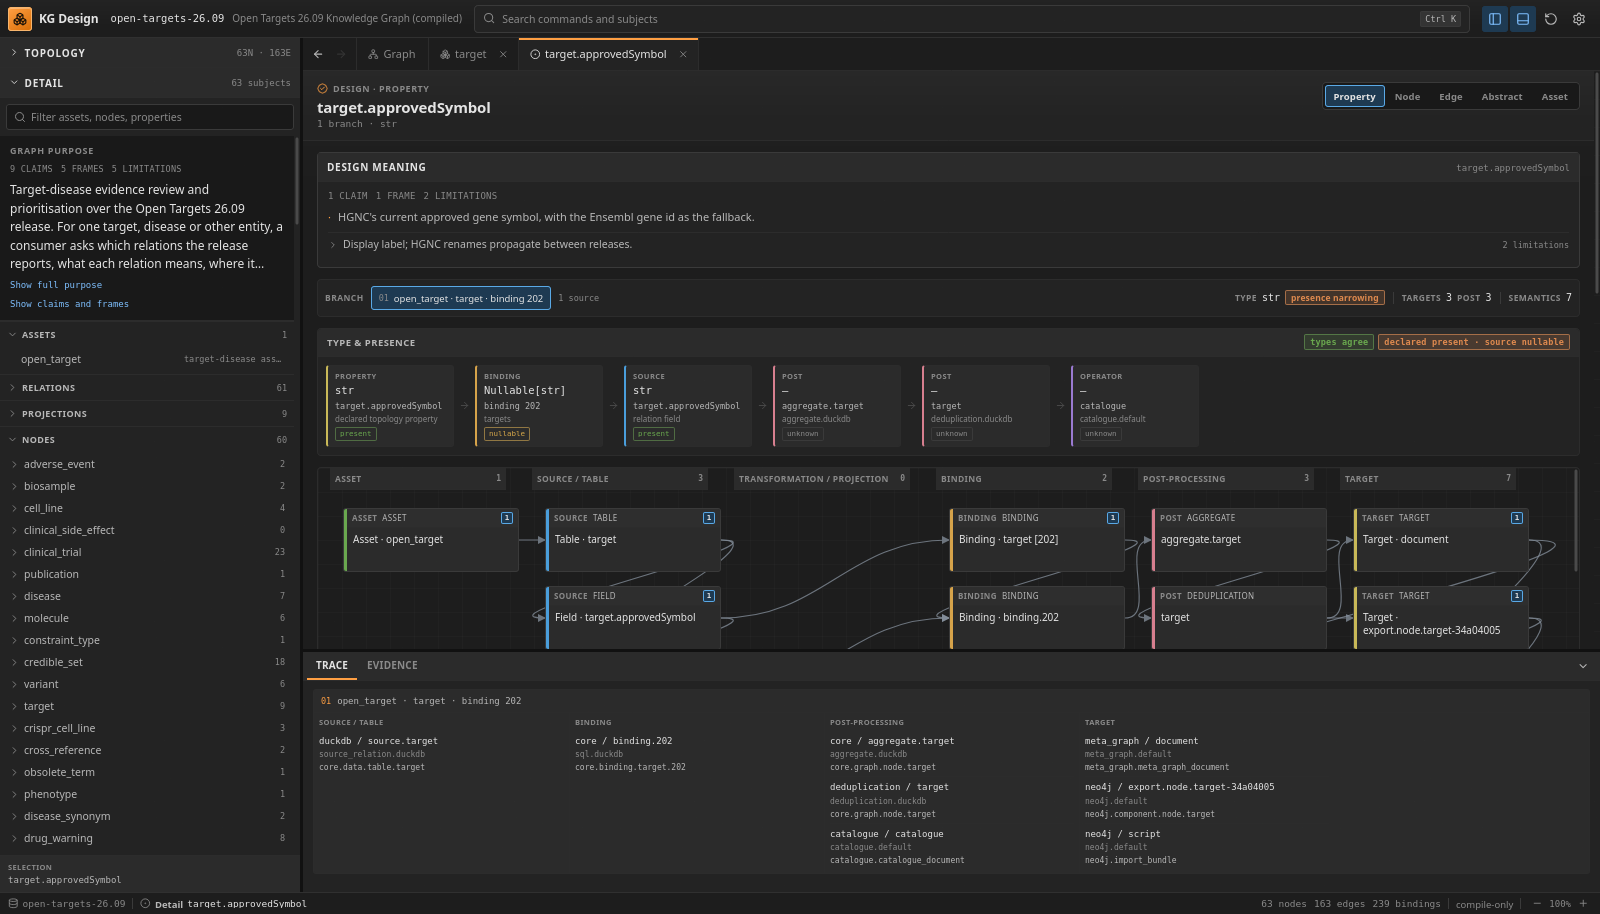 KG Design open-targets-26.09 Open Targets 26.09 Knowledge Graph (compiled) Search commands and subjects Ctrl K
TOPOLOGY 63N · 163E
DETAIL 63 subjects
Filter assets, nodes, properties
GRAPH PURPOSE
9 CLAIMS 5 FRAMES 5 LIMITATIONS
Target-disease evidence review and
prioritisation over the Open Targets 26.09
release. For one target, disease or other entity, a
consumer asks which relations the release
reports, what each relation means, where it...
Show full purpose
Show claims and frames
ASSETS 1
open_target target-disease ass…
RELATIONS 61
PROJECTIONS 9
NODES 60
adverse_event 2
biosample 2
cell_line 4
clinical_side_effect 0
clinical_trial 23
publication 1
disease 7
molecule 6
constraint_type 1
credible_set 18
variant 6
target 9
crispr_cell_line 3
cross_reference 2
obsolete_term 1
phenotype 1
disease_synonym 2
drug_warning 8
SELECTION
target.approvedSymbol
Graph target target.approvedSymbol
DESIGN · PROPERTY
target.approvedSymbol
1 branch · str
Property Node Edge Abstract Asset
DESIGN MEANING target.approvedSymbol
1 CLAIM 1 FRAME 2 LIMITATIONS
· HGNC's current approved gene symbol, with the Ensembl gene id as the fallback.
Display label; HGNC renames propagate between releases. 2 limitations
BRANCH 01 open_target · target · binding 202 1 source TYPE str presence narrowing TARGETS 3 POST 3 SEMANTICS 7
TYPE & PRESENCE types agree declared present · source nullable
PROPERTY
str
target.approvedSymbol
declared topology property
present
BINDING
Nullable[str]
binding 202
targets
nullable
SOURCE
str
target.approvedSymbol
relation field
present
POST
—
aggregate.target
aggregate.duckdb
unknown
POST
—
target
deduplication.duckdb
unknown
OPERATOR
—
catalogue
catalogue.default
unknown
ASSET 1 SOURCE / TABLE 3 TRANSFORMATION / PROJECTION 0 BINDING 2 POST-PROCESSING 3 TARGET 7
ASSET ASSET 1
Asset · open_target
SOURCE TABLE 1
Table · target
SOURCE FIELD 1
Field · target.approvedSymbol
BINDING BINDING 1
Binding · target [202]
BINDING BINDING
Binding · binding.202
POST AGGREGATE
aggregate.target
POST DEDUPLICATION
target
TARGET TARGET 1
Target · document
TARGET TARGET 1
Target ·
export.node.target-34a04005
TRACE EVIDENCE
01 open_target · target · binding 202
SOURCE / TABLE
duckdb / source.target
source_relation.duckdb
core.data.table.target
BINDING
core / binding.202
sql.duckdb
core.binding.target.202
POST-PROCESSING
core / aggregate.target
aggregate.duckdb
core.graph.node.target
deduplication / target
deduplication.duckdb
core.graph.node.target
catalogue / catalogue
catalogue.default
catalogue.catalogue_document
TARGET
meta_graph / document
meta_graph.default
meta_graph.meta_graph_document
neo4j / export.node.target-34a04005
neo4j.default
neo4j.component.node.target
neo4j / script
neo4j.default
neo4j.import_bundle
open-targets-26.09 Detail target.approvedSymbol 63 nodes 163 edges 239 bindings compile-only — 100% +